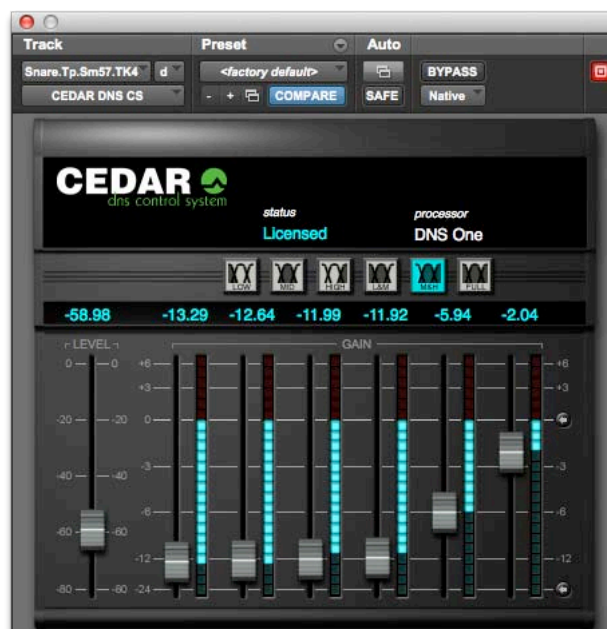 Track Preset Auto
Snare.Tp.Sm57.TK4 d <factory default> BYPASS
CEDAR DNS CS - + COMPARE SAFE Native
CEDAR
dns control system
status processor
Licensed DNS One
LOW MID HIGH L&M M&H FULL
-58.98 -13.29 -12.64 -11.99 -11.92 -5.94 -2.04
LEVEL GAIN
0 0 +6 +6
+3 +3
-20 -20 0
-3 -3
-40 -40
-6 -6
-60 -60
-12 -12
-80 -80 -24